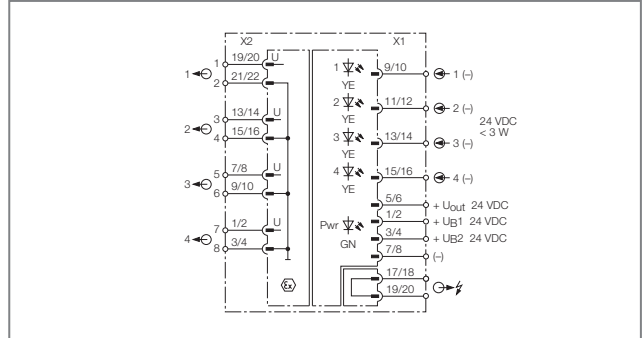 X2 X1
1 19/20 U
1 2 21/22
3 13/14 U
2 4 15/16
5 7/8 U
3 6 9/10
7 1/2 U
4 8 3/4
Ex
1 9/10 1 (–)
YE
2 11/12 2 (–)
YE
24 VDC
< 3 W
3 13/14 3 (–)
YE
4 15/16 4 (–)
YE
5/6 + Uout 24 VDC
Pwr 1/2 + UB1 24 VDC
GN 3/4 + UB2 24 VDC
7/8 (–)
17/18
19/20